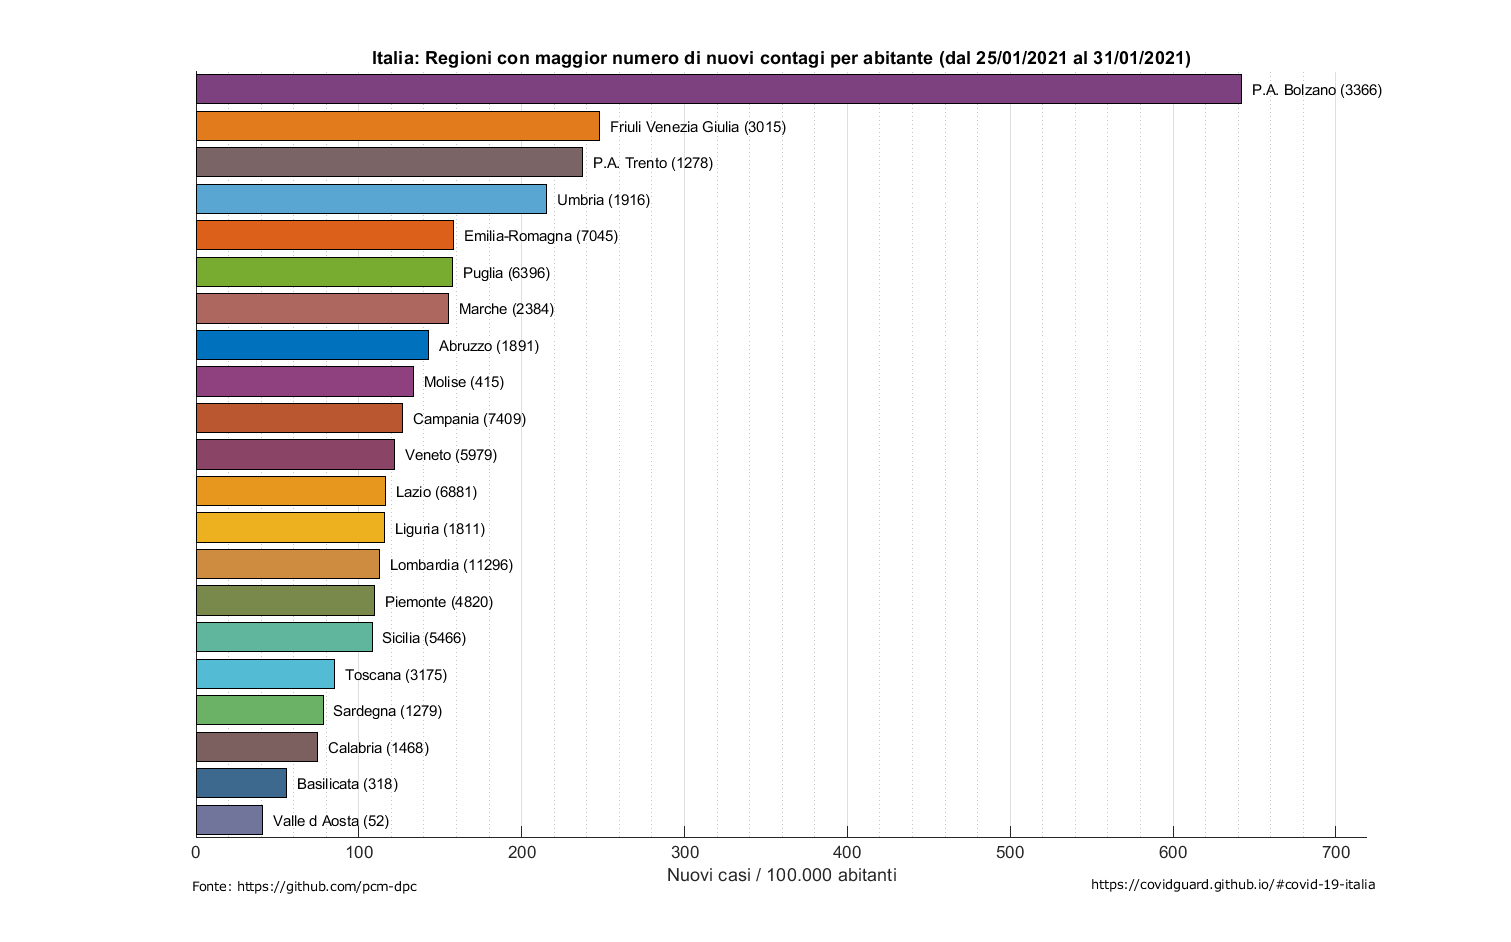 Italia: Regioni con maggior numero di nuovi contagi per abitante (dal 25/01/2021 al 31/01/2021)
P.A. Bolzano (3366)
Friuli Venezia Giulia (3015)
P.A. Trento (1278)
Umbria (1916)
Emilia-Romagna (7045)
Puglia (6396)
Marche (2384)
Abruzzo (1891)
Molise (415)
Campania (7409)
Veneto (5979)
Lazio (6881)
Liguria (1811)
Lombardia (11296)
Piemonte (4820)
Sicilia (5466)
Toscana (3175)
Sardegna (1279)
Calabria (1468)
Basilicata (318)
Valle d Aosta (52)
0 100 200 300 400 500 600 700
Nuovi casi / 100.000 abitanti
Fonte: https://github.com/pcm-dpc
https://covidguard.github.io/#covid-19-italia